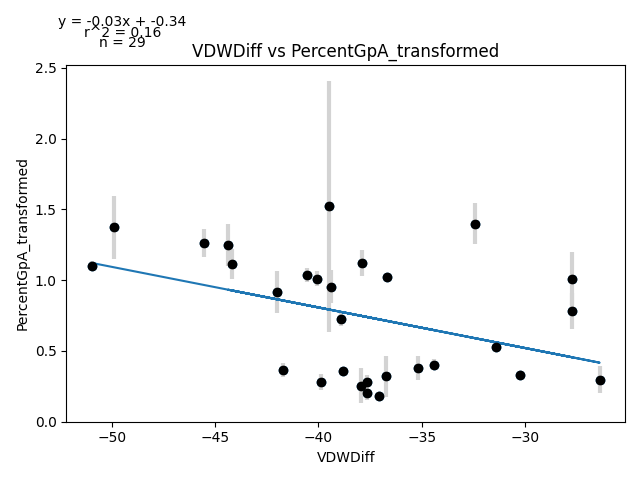 y = -0.03x + -0.34
r^2 = 0.16
n = 29
VDWDiff vs PercentGpA_transformed
2.5
2.0
1.5
1.0
0.5
0.0
PercentGpA_transformed
−50
−45
−40
−35
−30
VDWDiff